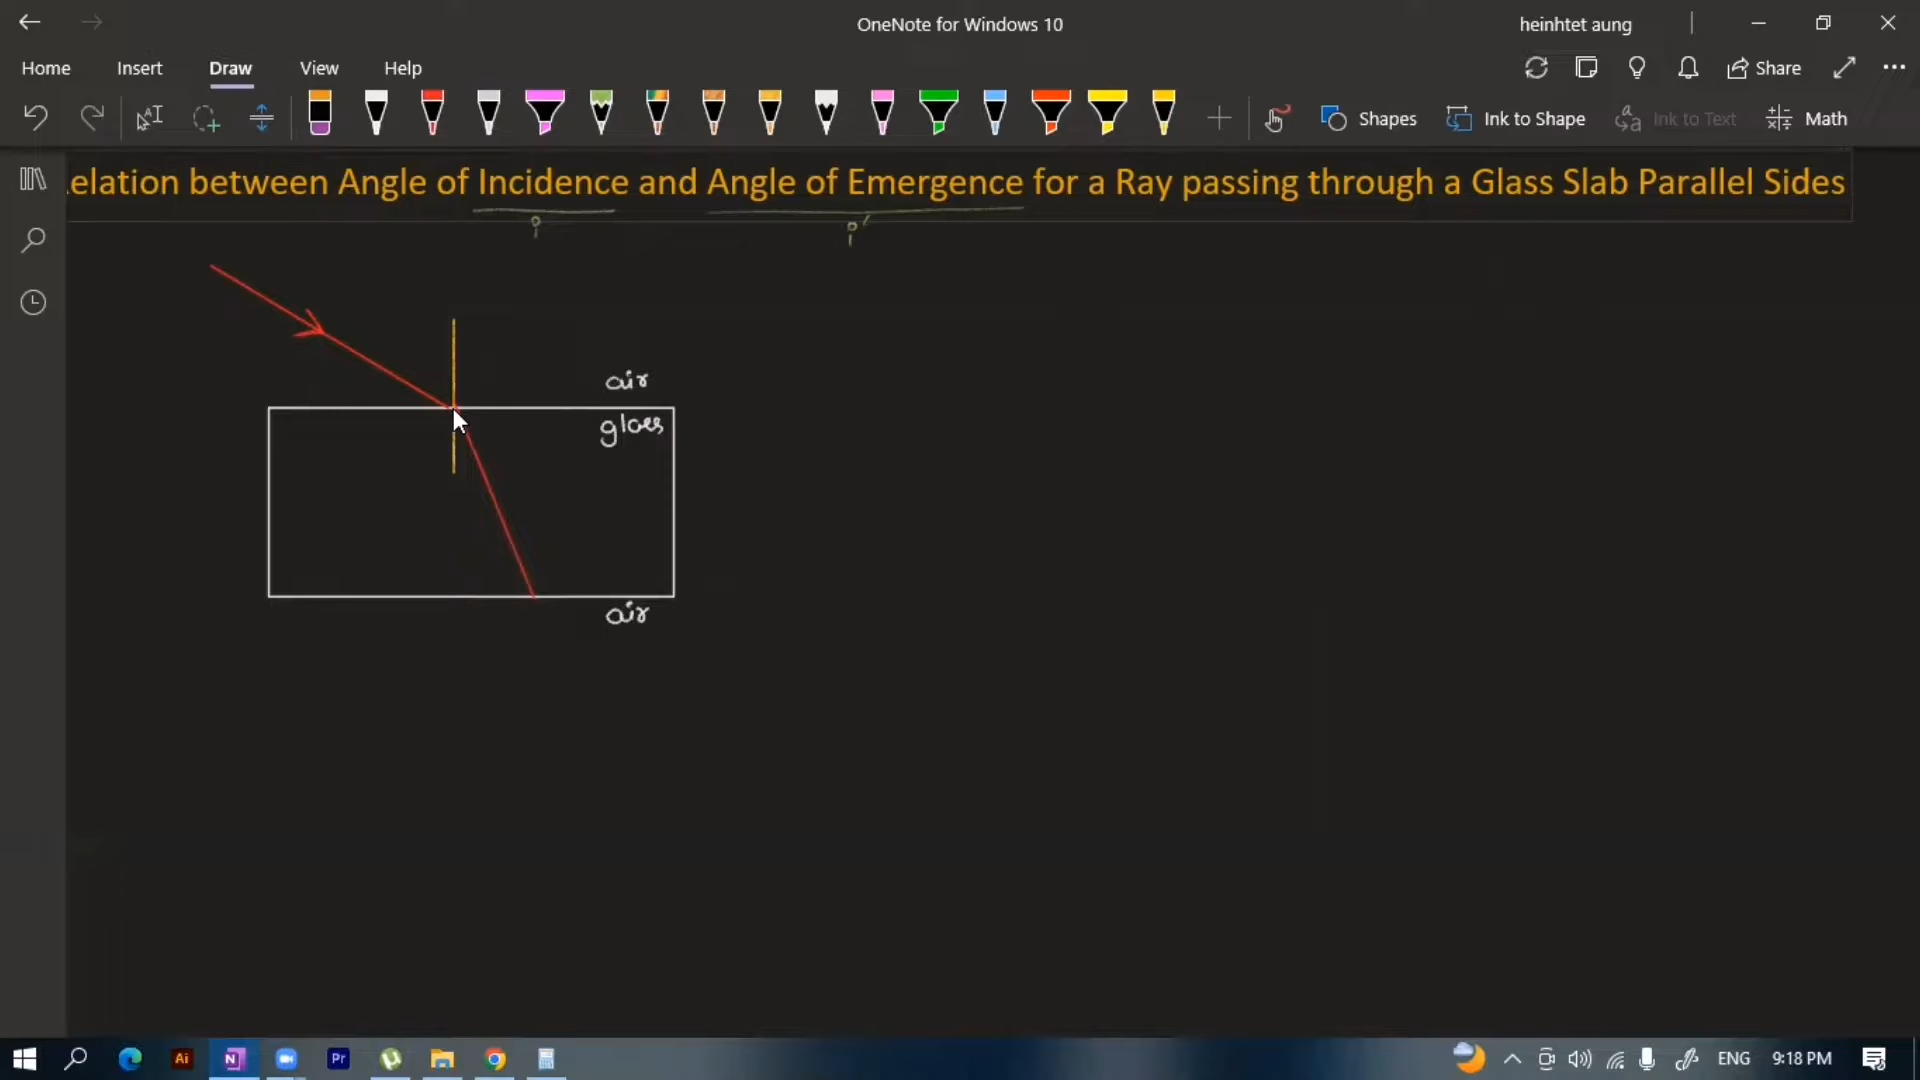 OneNote for Windows 10
heinhtet aung
Home Insert Draw View Help
Share
Shapes Ink to Shape Ink to Text Math
elation between Angle of Incidence and Angle of Emergence for a Ray passing through a Glass Slab Parallel Sides
i i'
air
glass
air
Ai N Pr ENG 9:18 PM